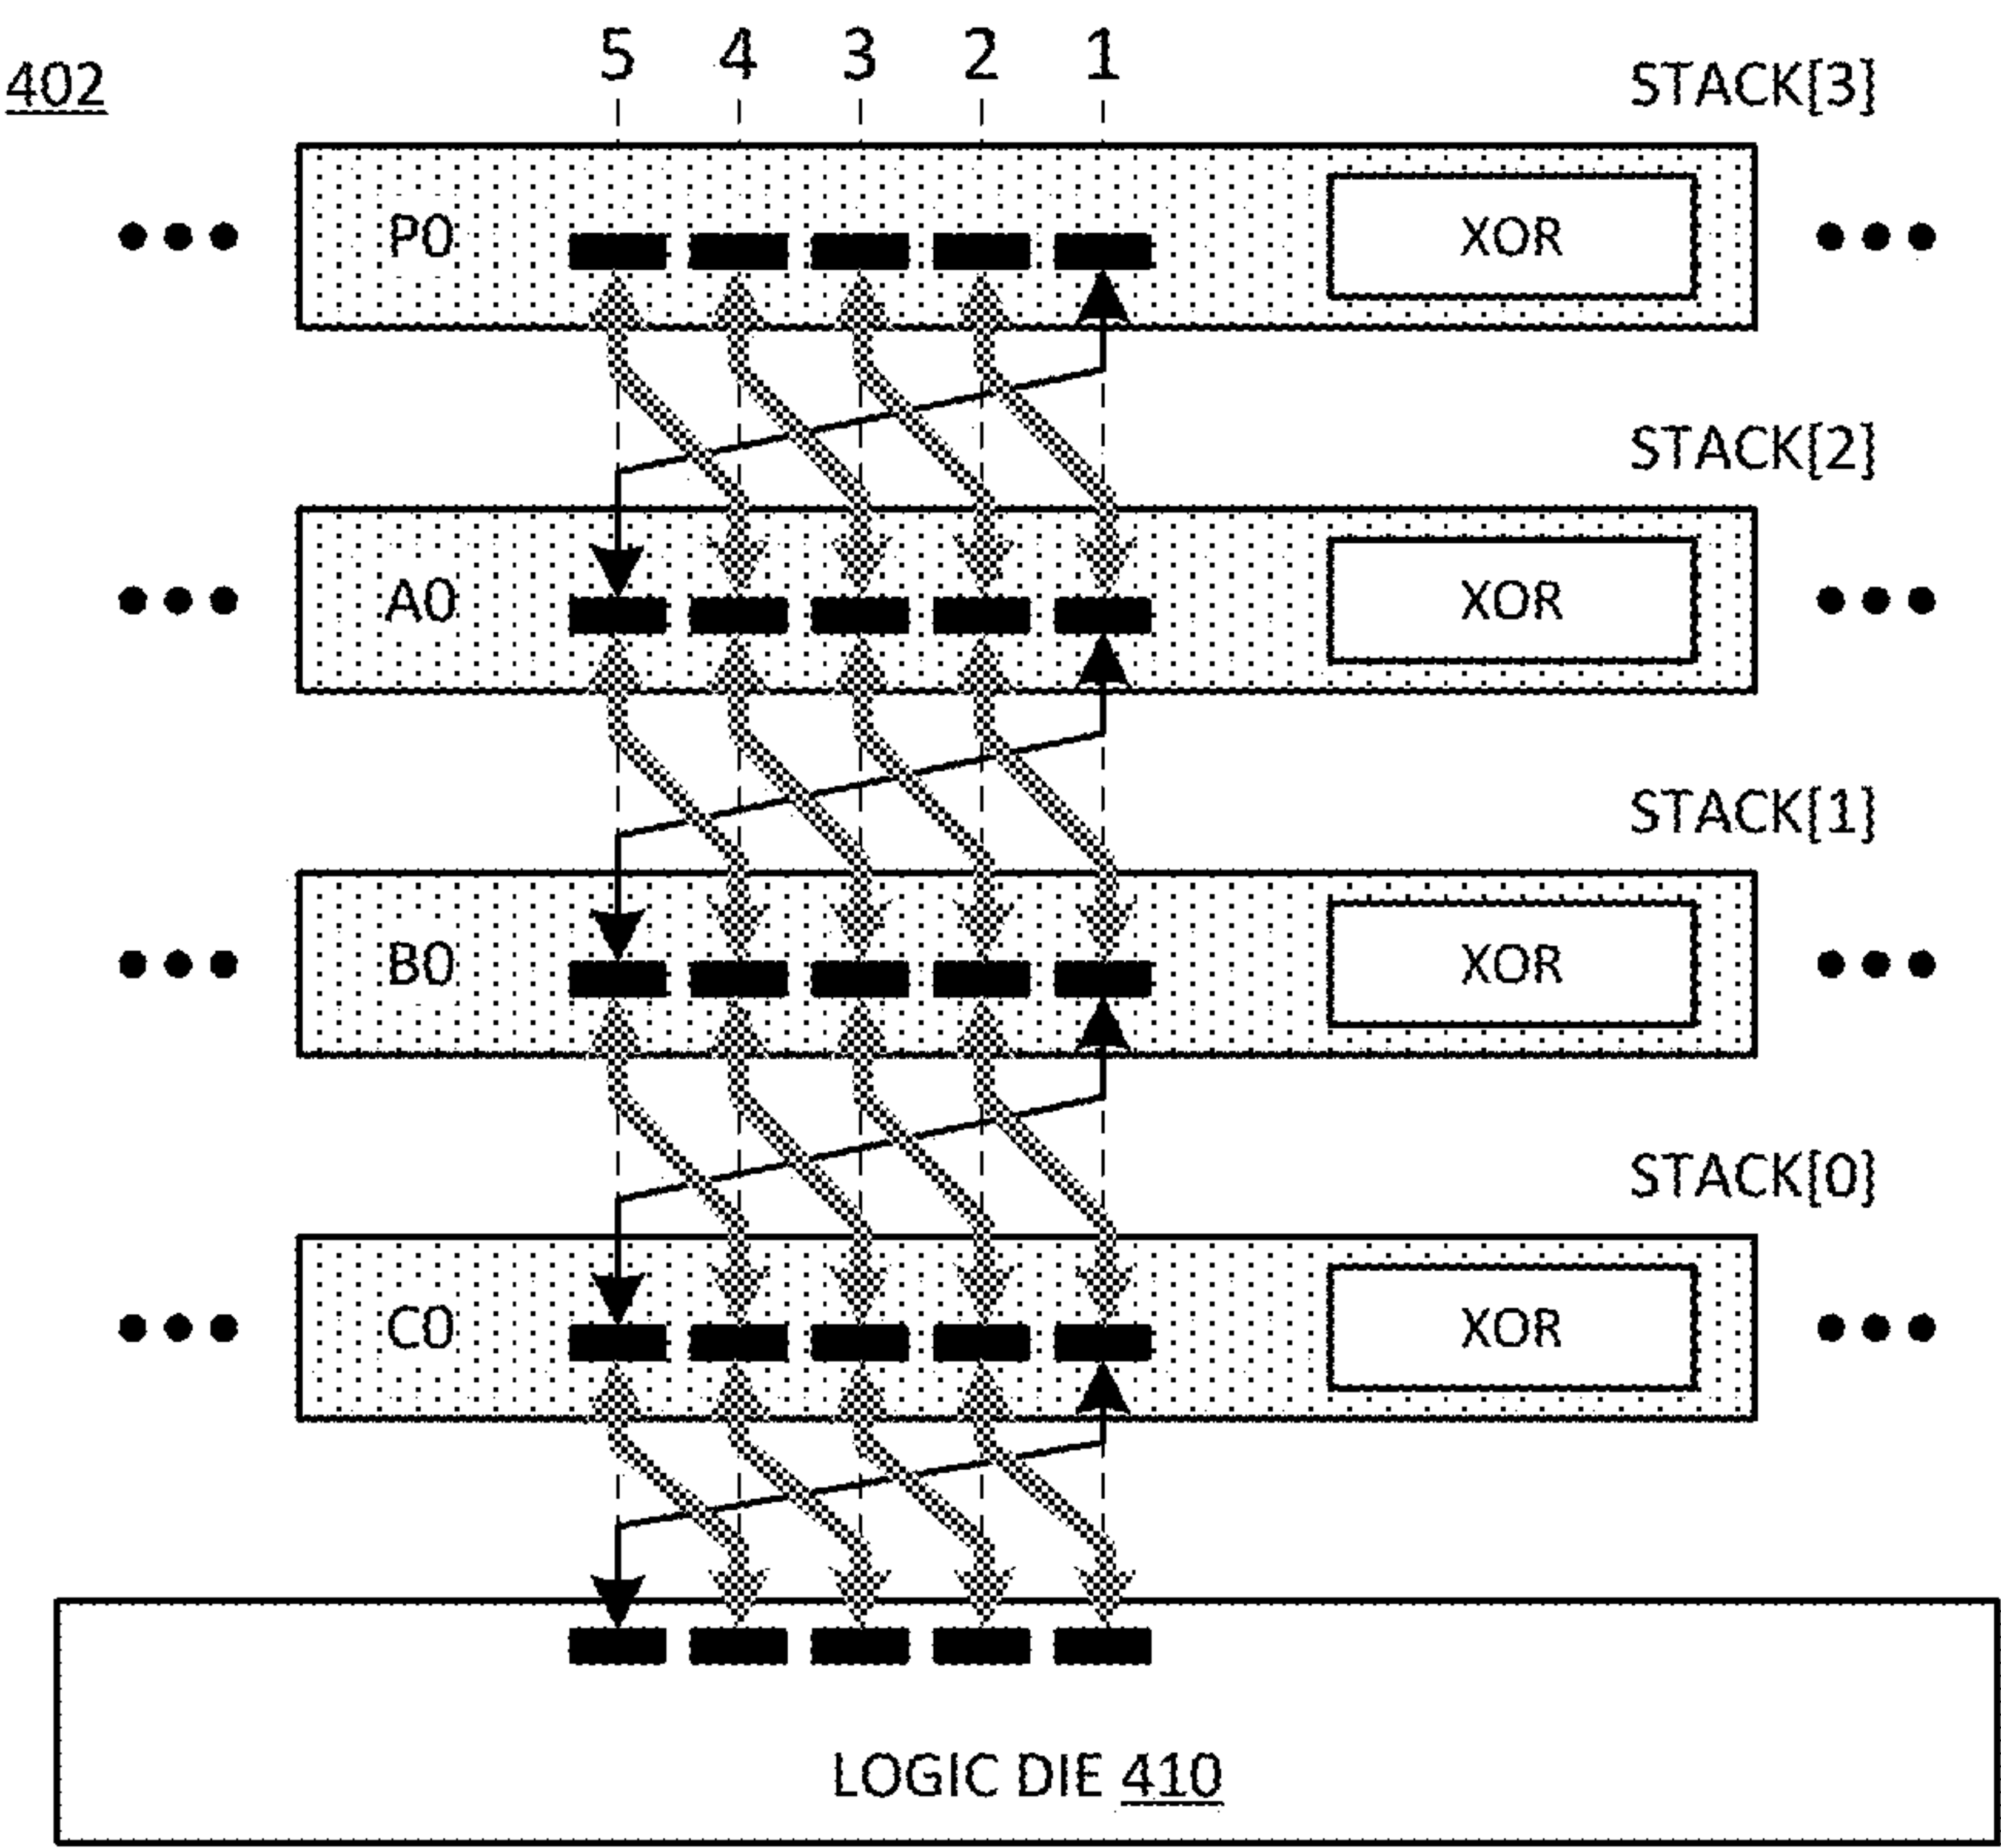 402
5 4 3 2 1
STACK[3]
P0 XOR
STACK[2]
A0 XOR
STACK[1]
B0 XOR
STACK[0]
C0 XOR
LOGIC DIE 410